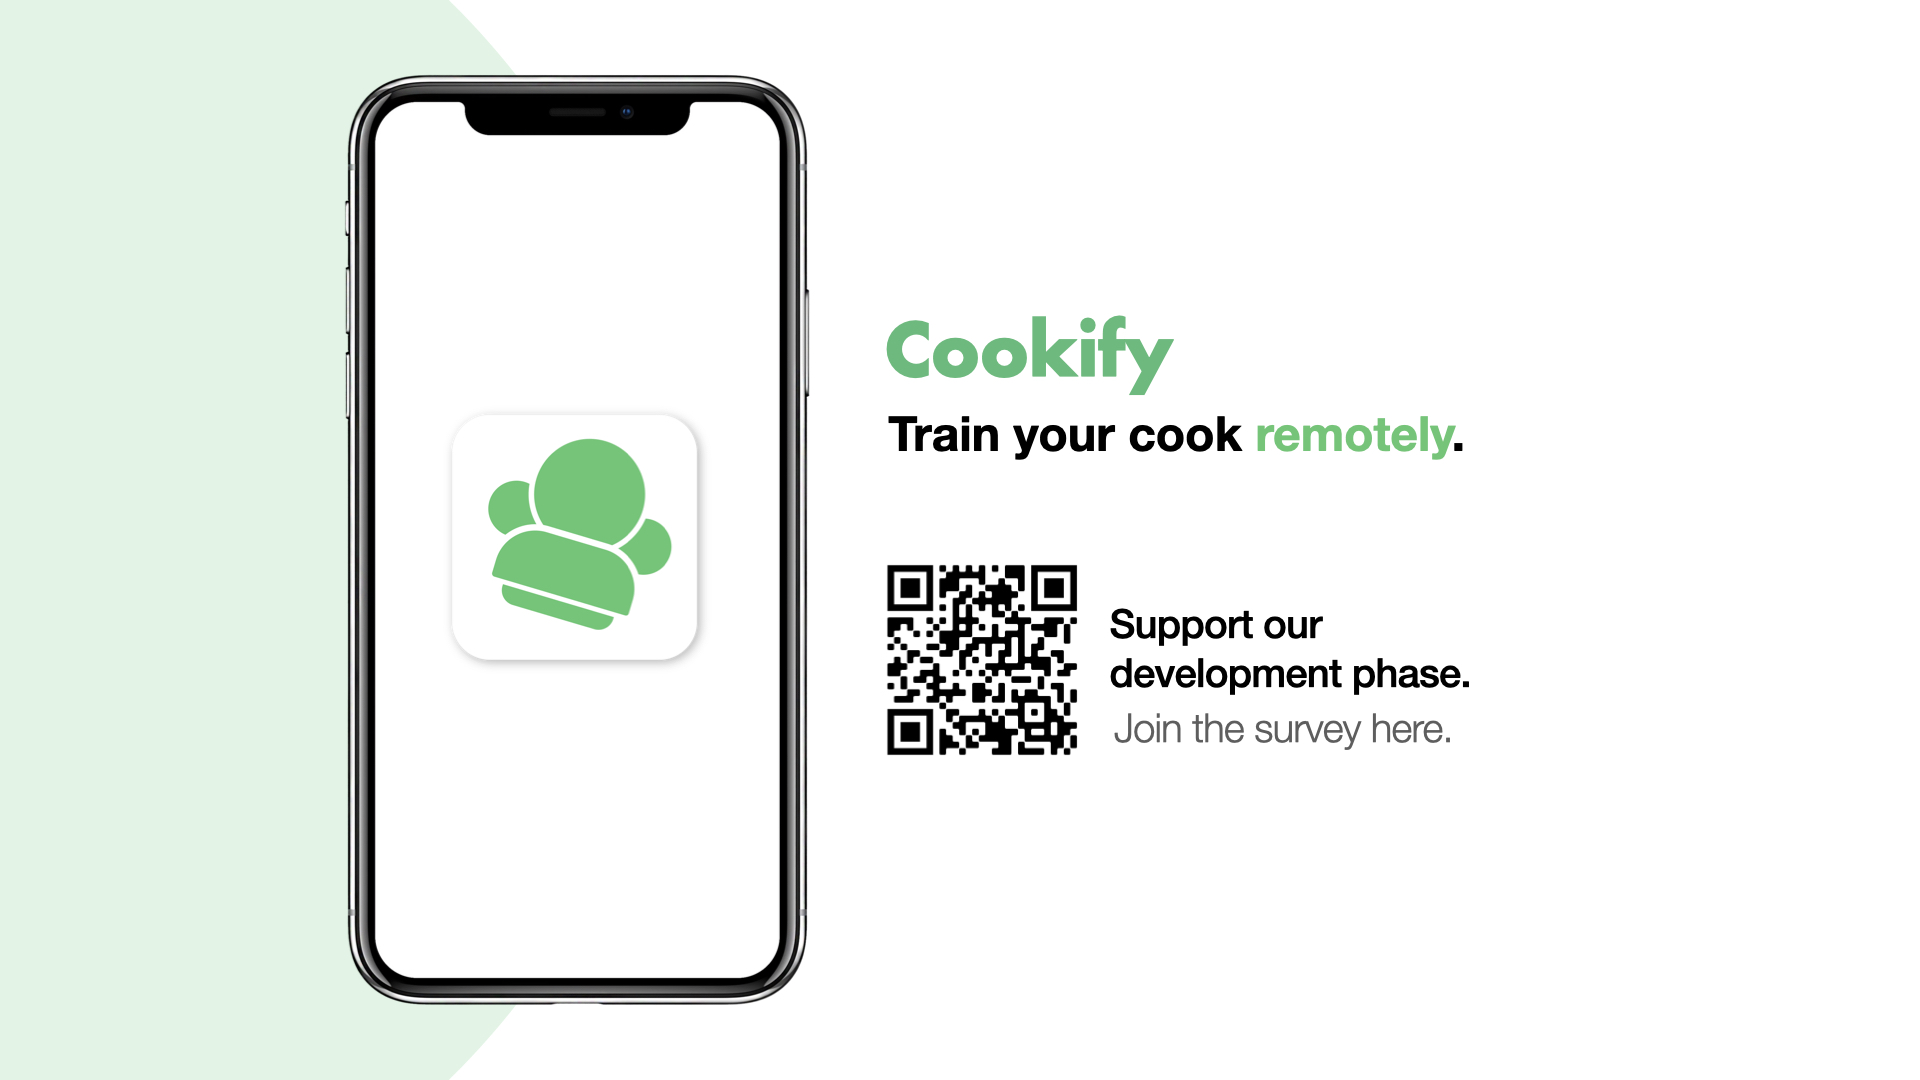 Cookify
Train your cook remotely.
Support our
development phase.
Join the survey here.